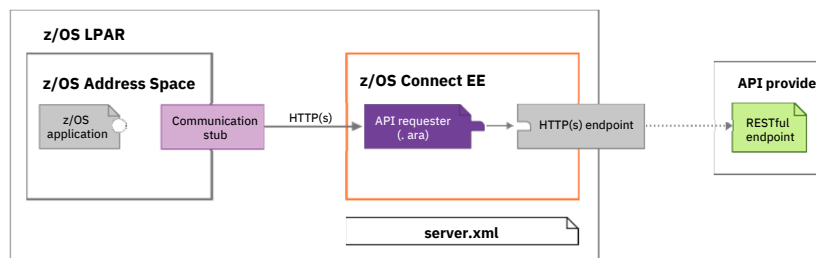 z/OS LPAR
z/OS Address Space
z/OS
application
Communication
stub
HTTP(s)
z/OS Connect EE
API requester
(. ara)
HTTP(s) endpoint
API provide
RESTful
endpoint
server.xml